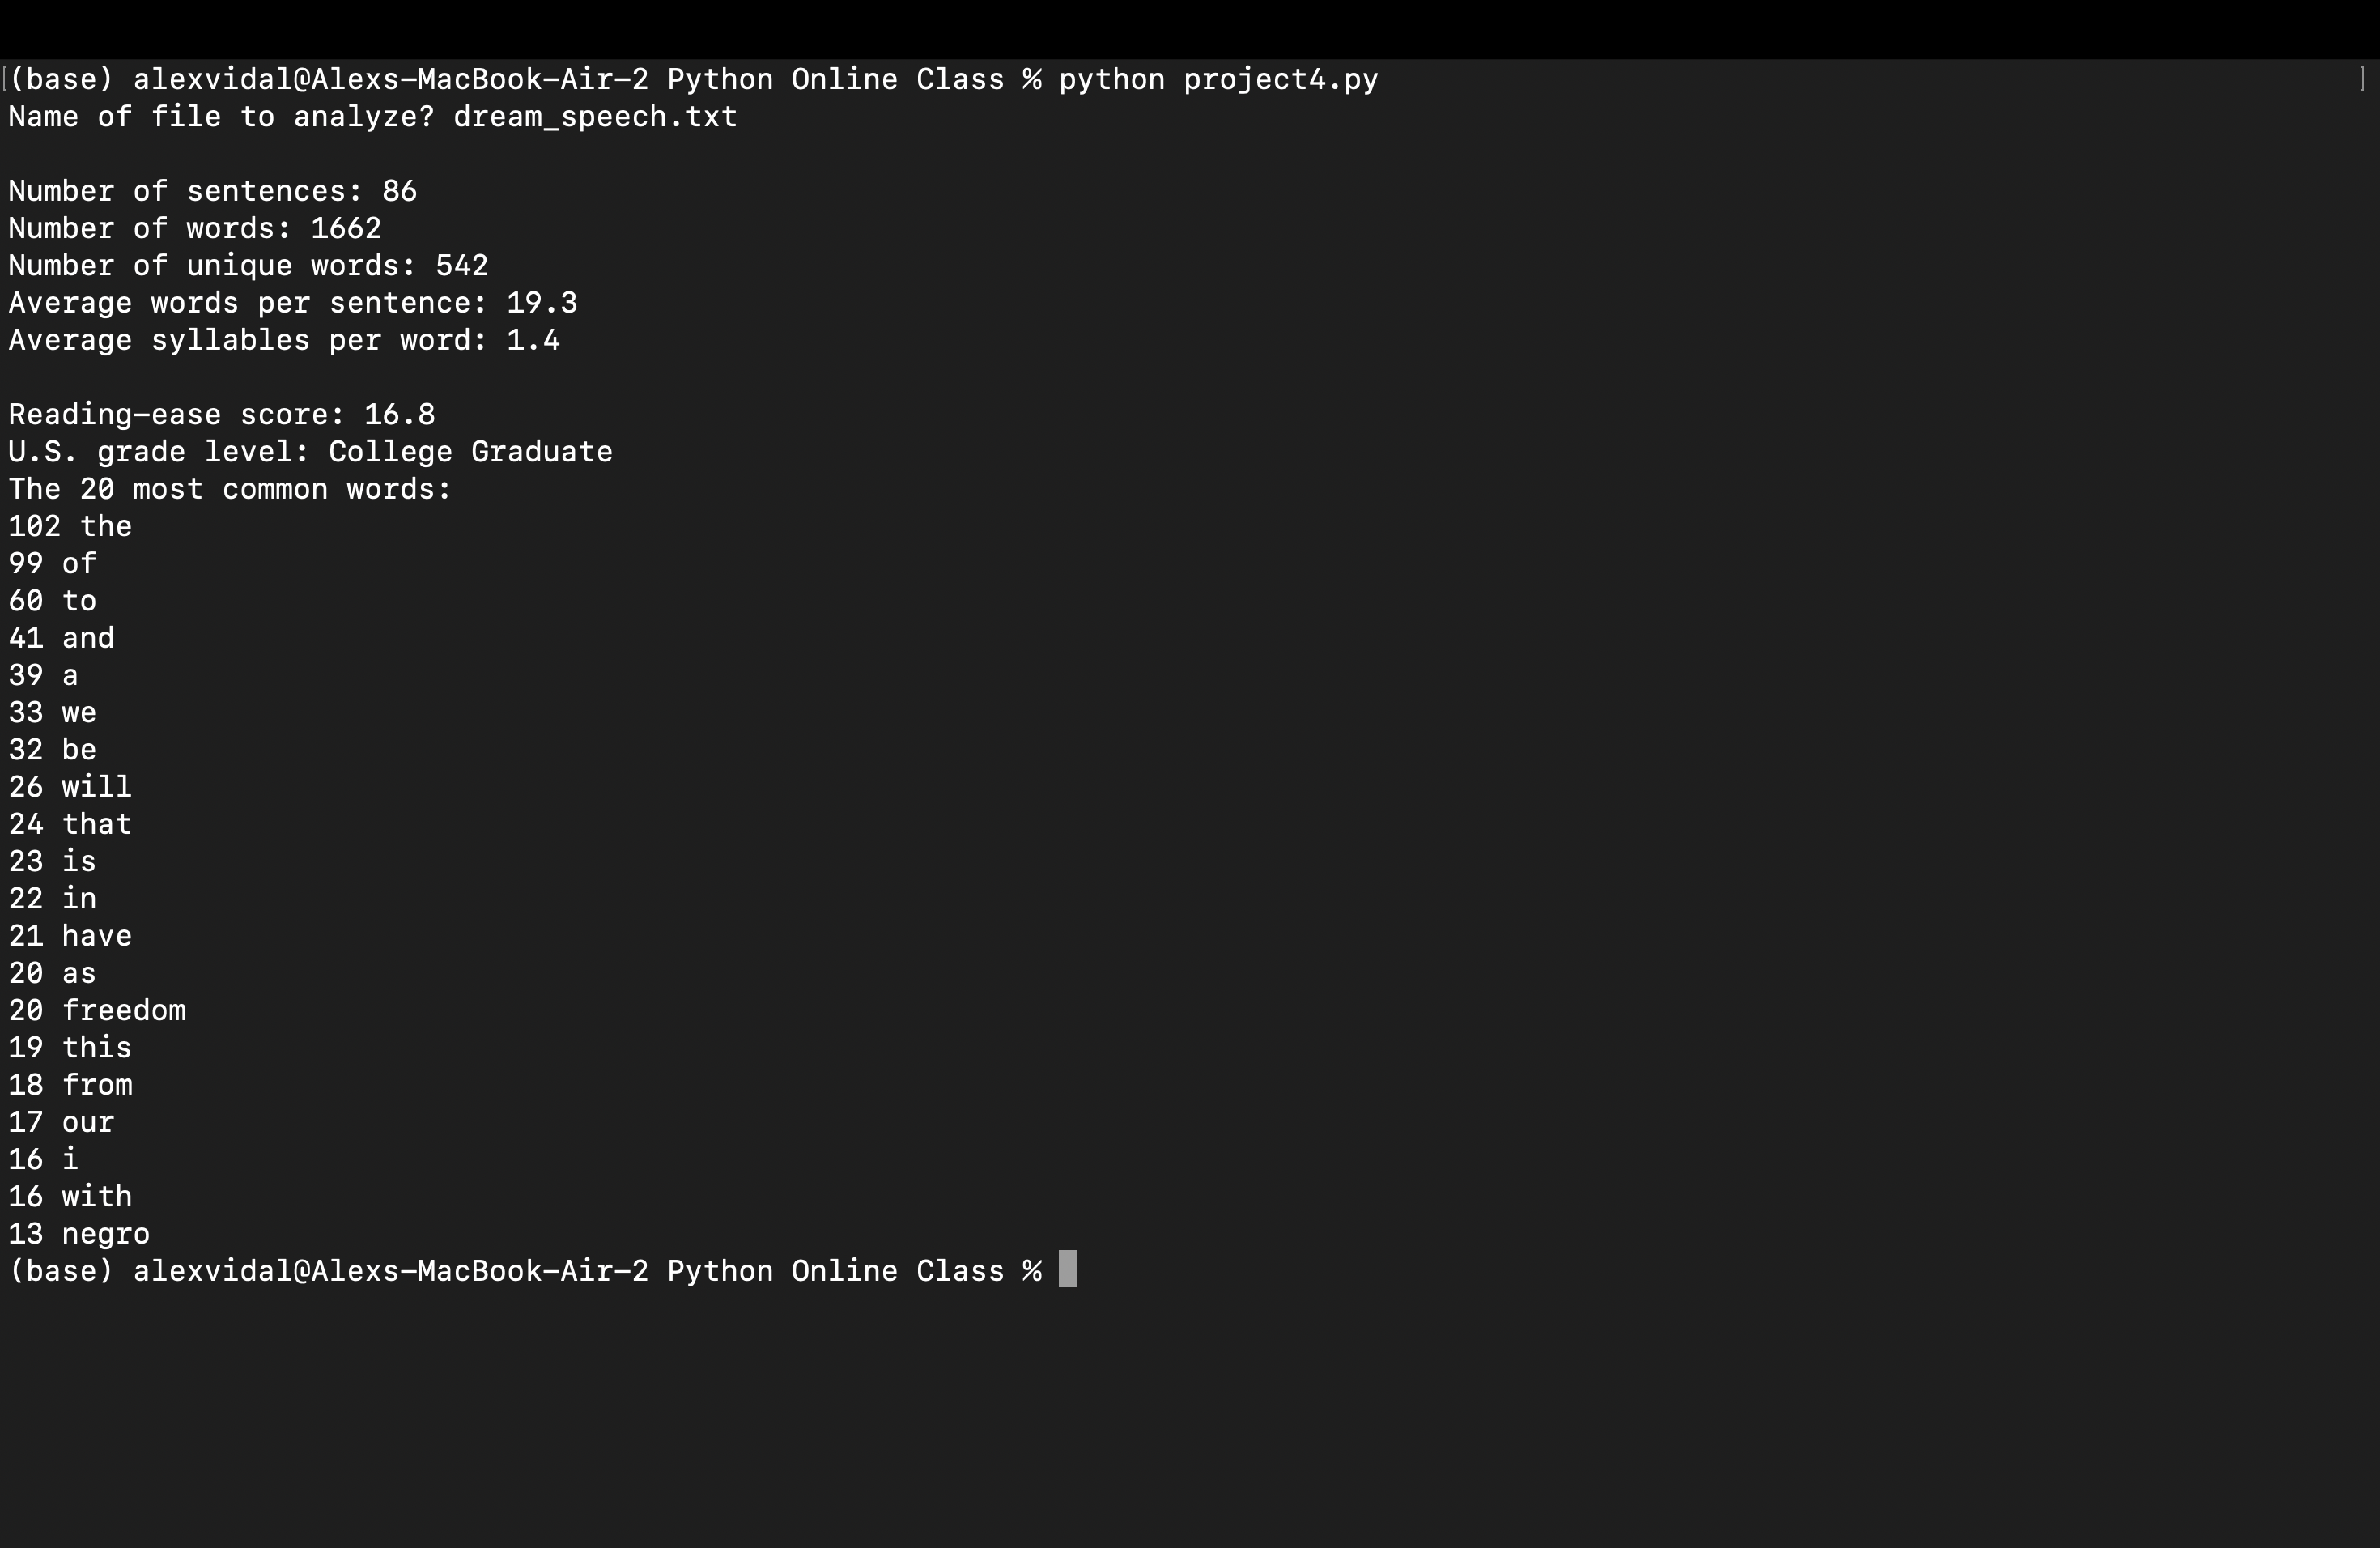 [(base) alexvidal@Alexs-MacBook-Air-2 Python Online Class % python project4.py ]
Name of file to analyze? dream_speech.txt
Number of sentences: 86
Number of words: 1662
Number of unique words: 542
Average words per sentence: 19.3
Average syllables per word: 1.4
Reading-ease score: 16.8
U.S. grade level: College Graduate
The 20 most common words:
102 the
99 of
60 to
41 and
39 a
33 we
32 be
26 will
24 that
23 is
22 in
21 have
20 as
20 freedom
19 this
18 from
17 our
16 i
16 with
13 negro
(base) alexvidal@Alexs-MacBook-Air-2 Python Online Class %